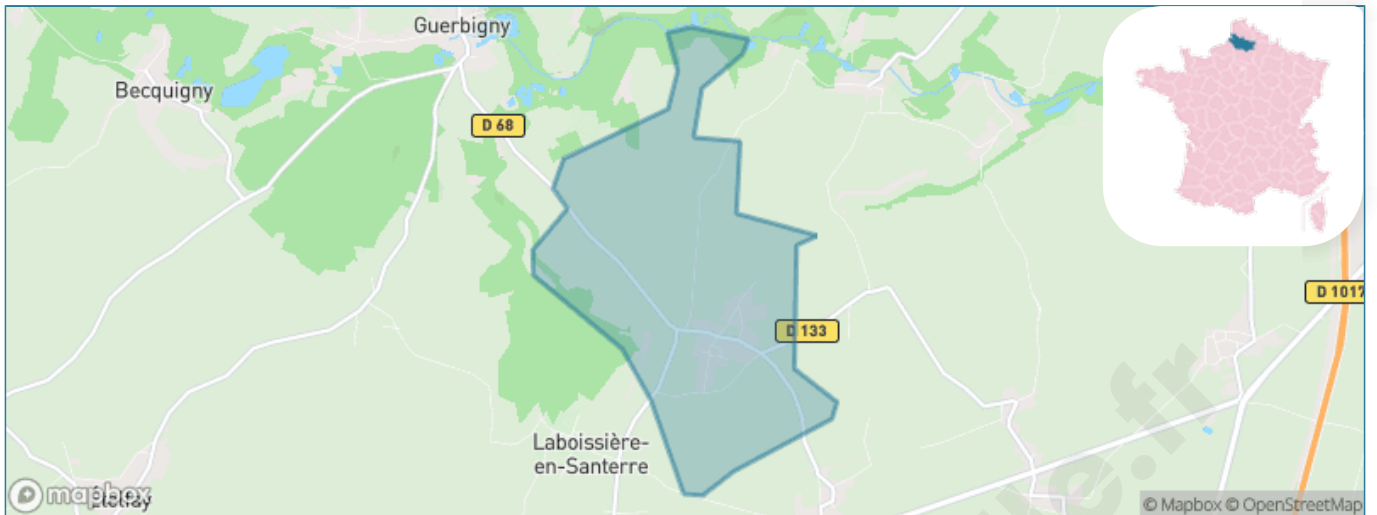 Guerbigny
Becquigny
D 68
D 1017
D 133
Laboissière-
en-Santerre
mapbox
© Mapbox © OpenStreetMap